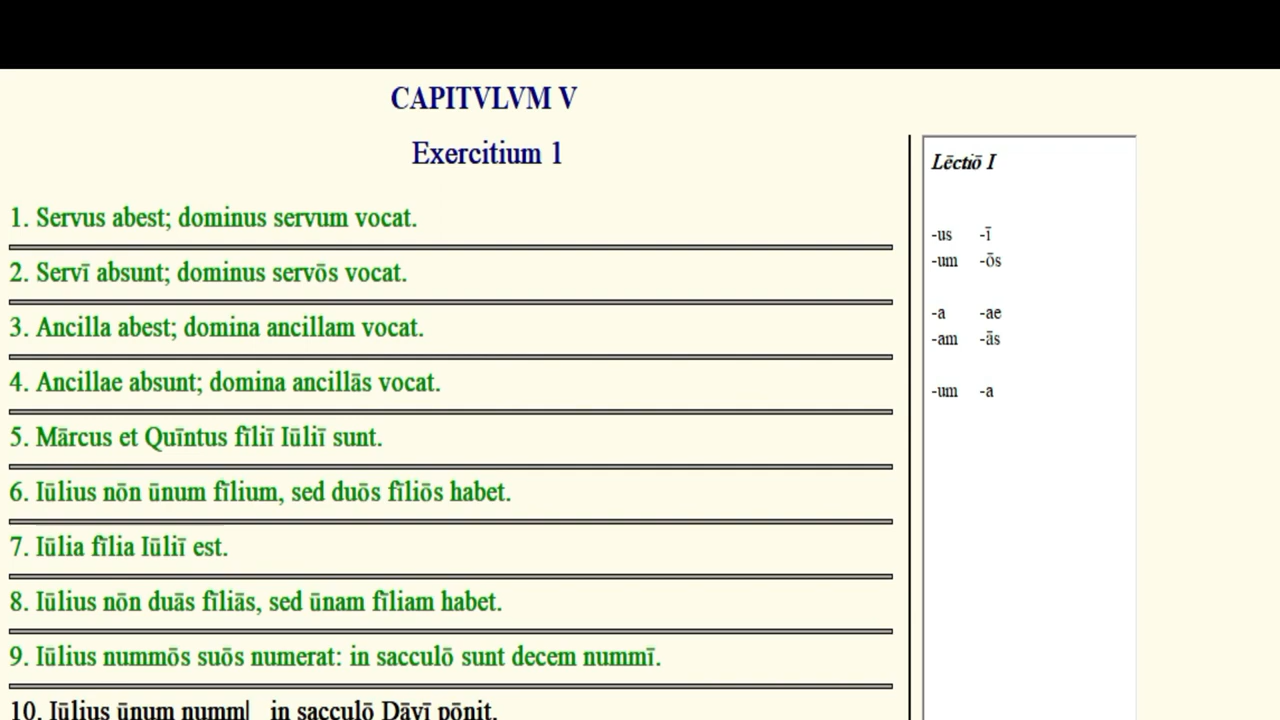 CAPITVLVM V
Exercitium 1
1. Servus abest; dominus servum vocat.
2. Servī absunt; dominus servōs vocat.
3. Ancilla abest; domina ancillam vocat.
4. Ancillae absunt; domina ancillās vocat.
5. Mārcus et Quīntus fīliī Iūliī sunt.
6. Iūlius nōn ūnum fīlium, sed duōs fīliōs habet.
7. Iūlia fīlia Iūliī est.
8. Iūlius nōn duās fīliās, sed ūnam fīliam habet.
9. Iūlius nummōs suōs numerat: in sacculō sunt decem nummī.
10. Iūlius ūnum numm in sacculō Dāvī pōnit.
Lēctiō I
-us -ī
-um -ōs
-a -ae
-am -ās
-um -a